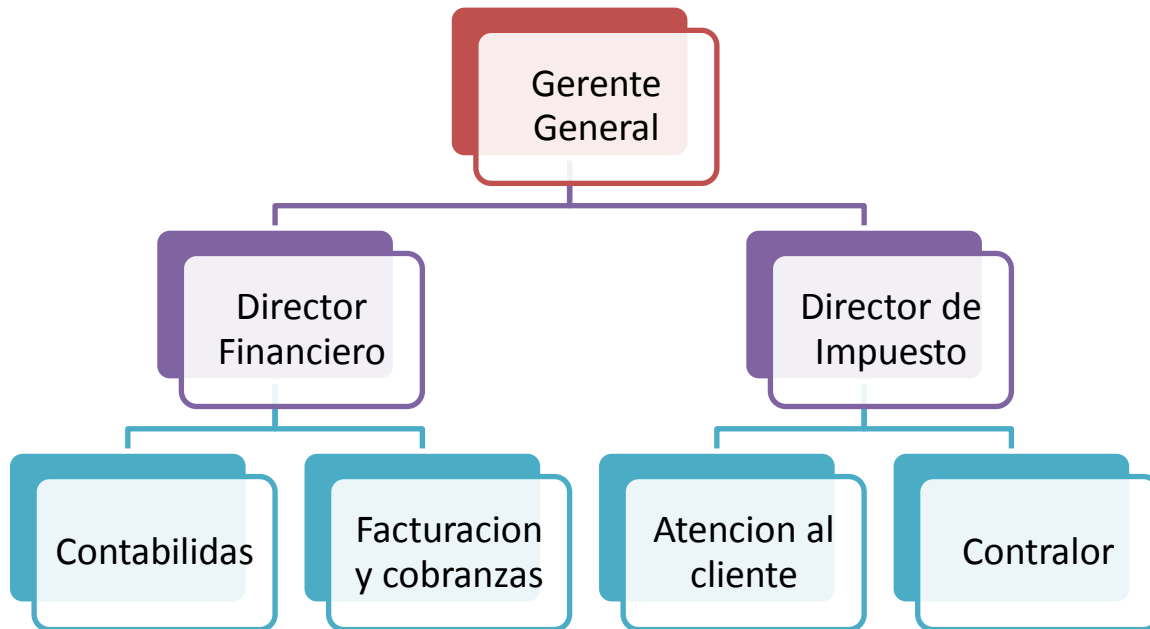 Gerente
General
Director
Financiero
Director de
Impuesto
Contabilidas
Facturacion
y cobranzas
Atencion al
cliente
Contralor